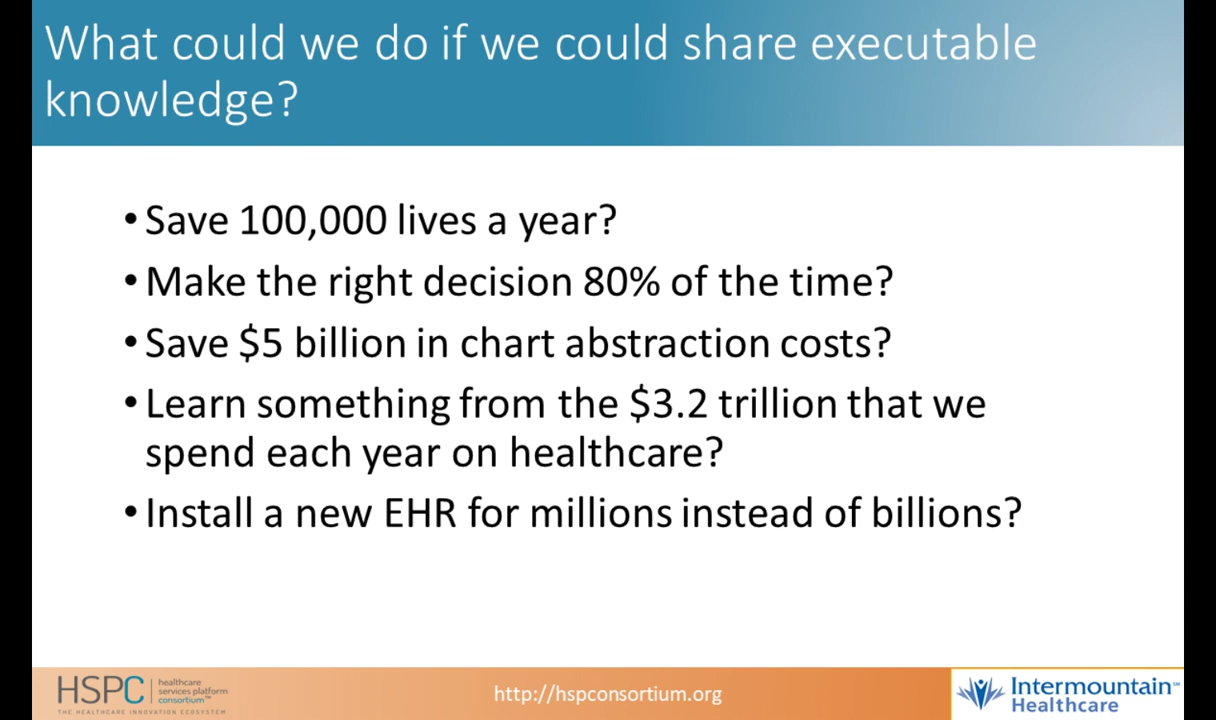 What could we do if we could share executable
knowledge?
• Save 100,000 lives a year?
• Make the right decision 80% of the time?
• Save $5 billion in chart abstraction costs?
• Learn something from the $3.2 trillion that we
spend each year on healthcare?
• Install a new EHR for millions instead of billions?
HSPC
healthcare
services platform
consortium™
THE HEALTHCARE INNOVATION ECOSYSTEM
http://hspconsortium.org
Intermountain℠
Healthcare